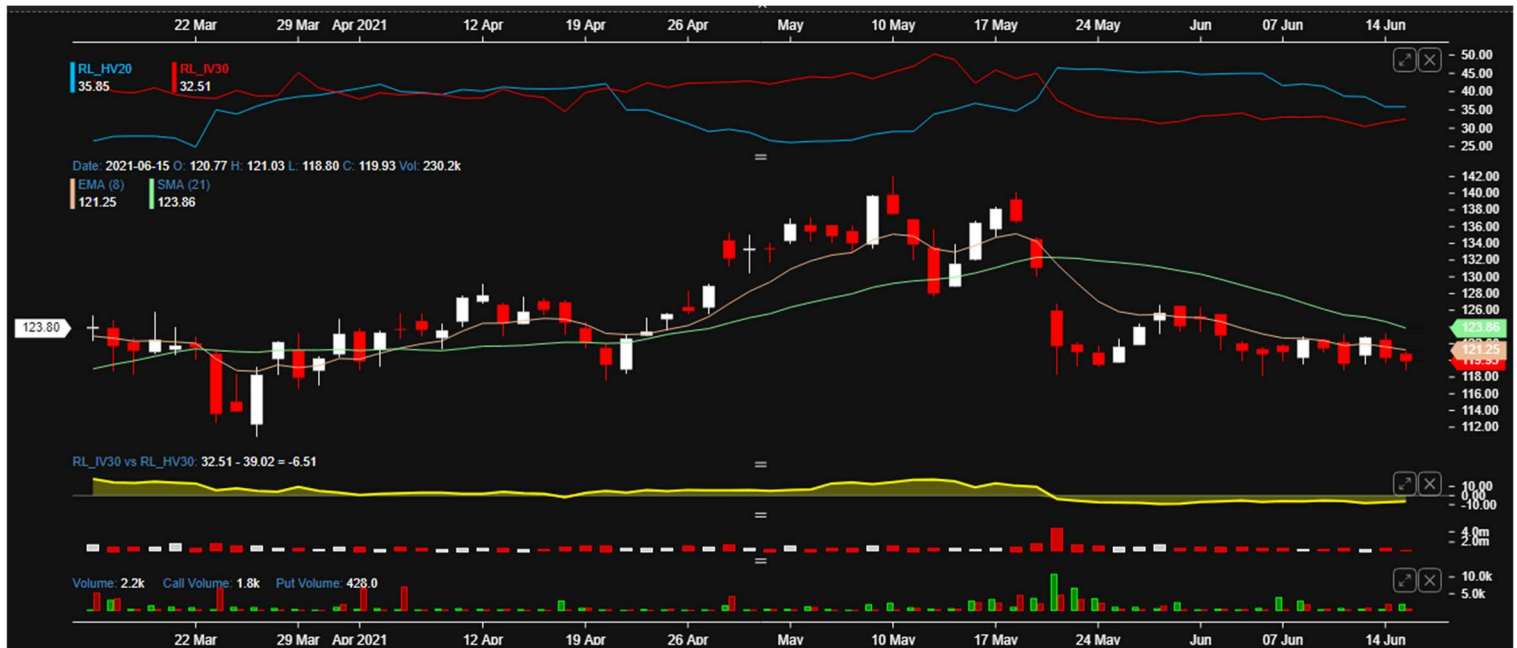 22 Mar 29 Mar Apr 2021 12 Apr 19 Apr 26 Apr May 10 May 17 May 24 May Jun 07 Jun 14 Jun
RL_HV20 RL_IV30
35.85 32.51
50.00
45.00
40.00
35.00
30.00
25.00
Date: 2021-06-15 O: 120.77 H: 121.03 L: 118.80 C: 119.93 Vol: 230.2k
EMA (8) SMA (21)
121.25 123.86
142.00
140.00
138.00
136.00
134.00
132.00
130.00
128.00
126.00
123.80
123.86
121.25
118.00
116.00
114.00
112.00
RL_IV30 vs RL_HV30: 32.51 - 39.02 = -6.51
10.00
0.00
-10.00
4.0m
2.0m
Volume: 2.2k Call Volume: 1.8k Put Volume: 428.0
10.0k
5.0k
22 Mar 29 Mar Apr 2021 12 Apr 19 Apr 26 Apr May 10 May 17 May 24 May Jun 07 Jun 14 Jun